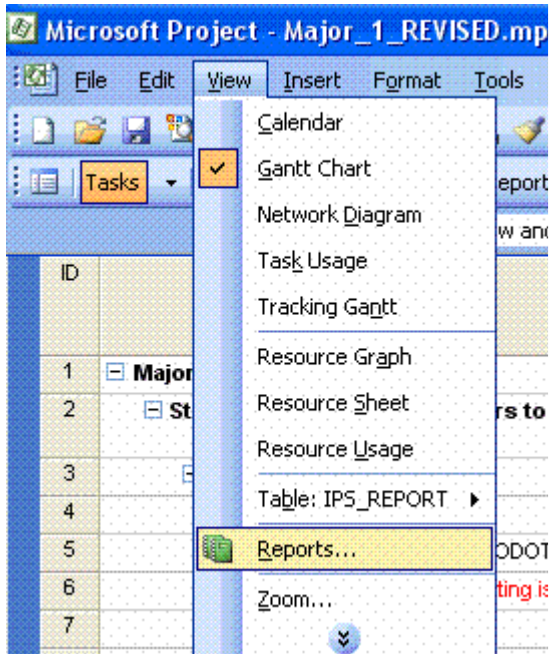 Microsoft Project - Major_1_REVISED.mp
File Edit View Insert Format Tools
Calendar
Tasks Gantt Chart eport
Network Diagram w and
ID Task Usage
Tracking Gantt
Resource Graph
1 Major
2 St Resource Sheet rs to
Resource Usage
3
4 Table: IPS_REPORT
5 Reports... ODOT
6 Zoom... ting is
7